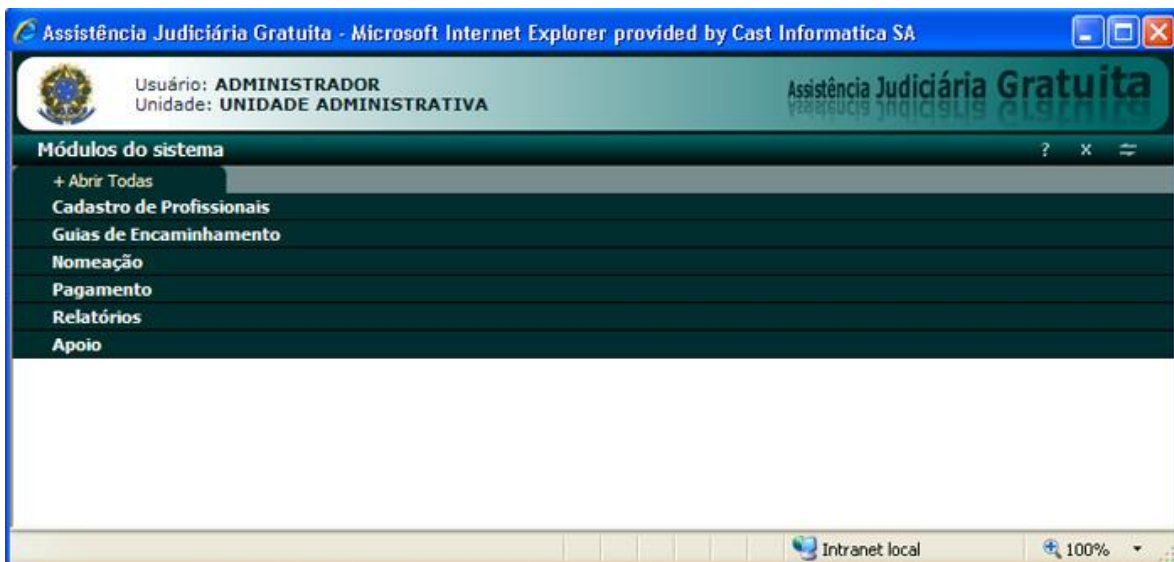 Assistência Judiciária Gratuita - Microsoft Internet Explorer provided by Cast Informatica SA
Usuário: ADMINISTRADOR
Unidade: UNIDADE ADMINISTRATIVA
Assistência Judiciária Gratuita
Módulos do sistema
? x
+ Abrir Todas
Cadastro de Profissionais
Guias de Encaminhamento
Nomeação
Pagamento
Relatórios
Apoio
Intranet local
100%